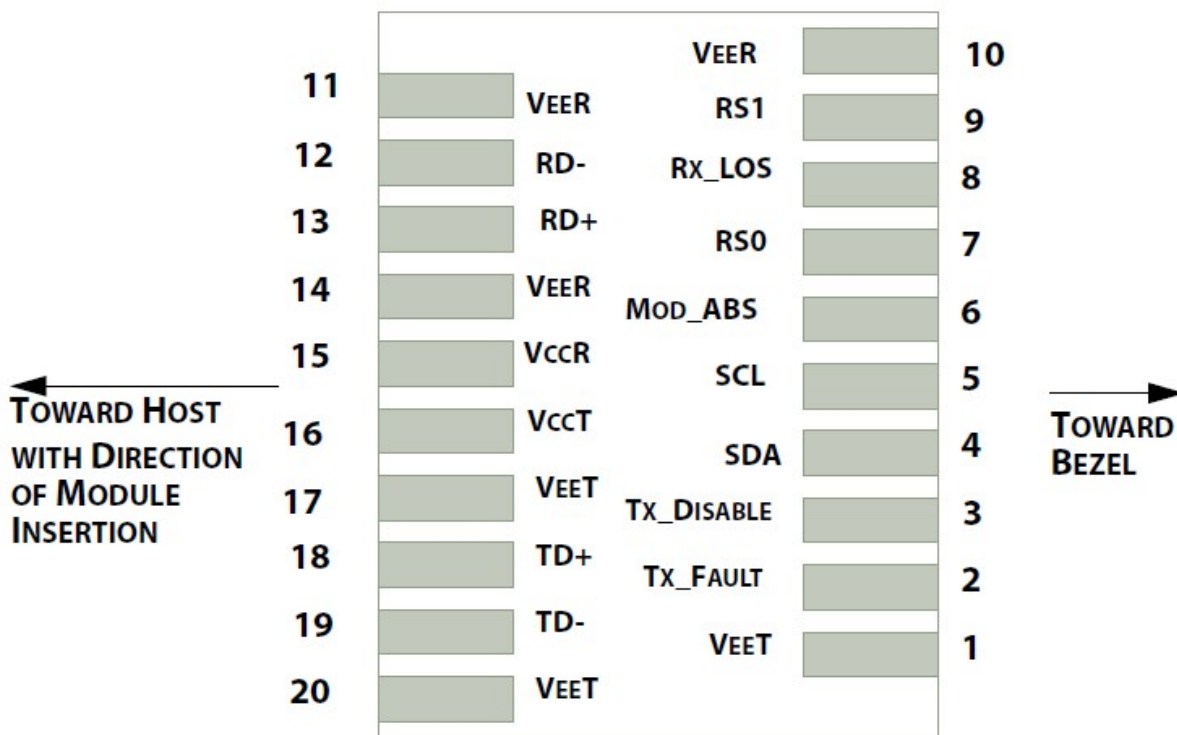 VEER 10
11 VEER
RS1 9
12 RD-
RX_LOS 8
13 RD+
RS0 7
14 VEER
MOD_ABS 6
15 VCCR
SCL 5
TOWARD HOST
WITH DIRECTION
OF MODULE
INSERTION
TOWARD
BEZEL
16 VCCT
SDA 4
17 VEET
TX_DISABLE 3
18 TD+
TX_FAULT 2
19 TD-
VEET 1
20 VEET